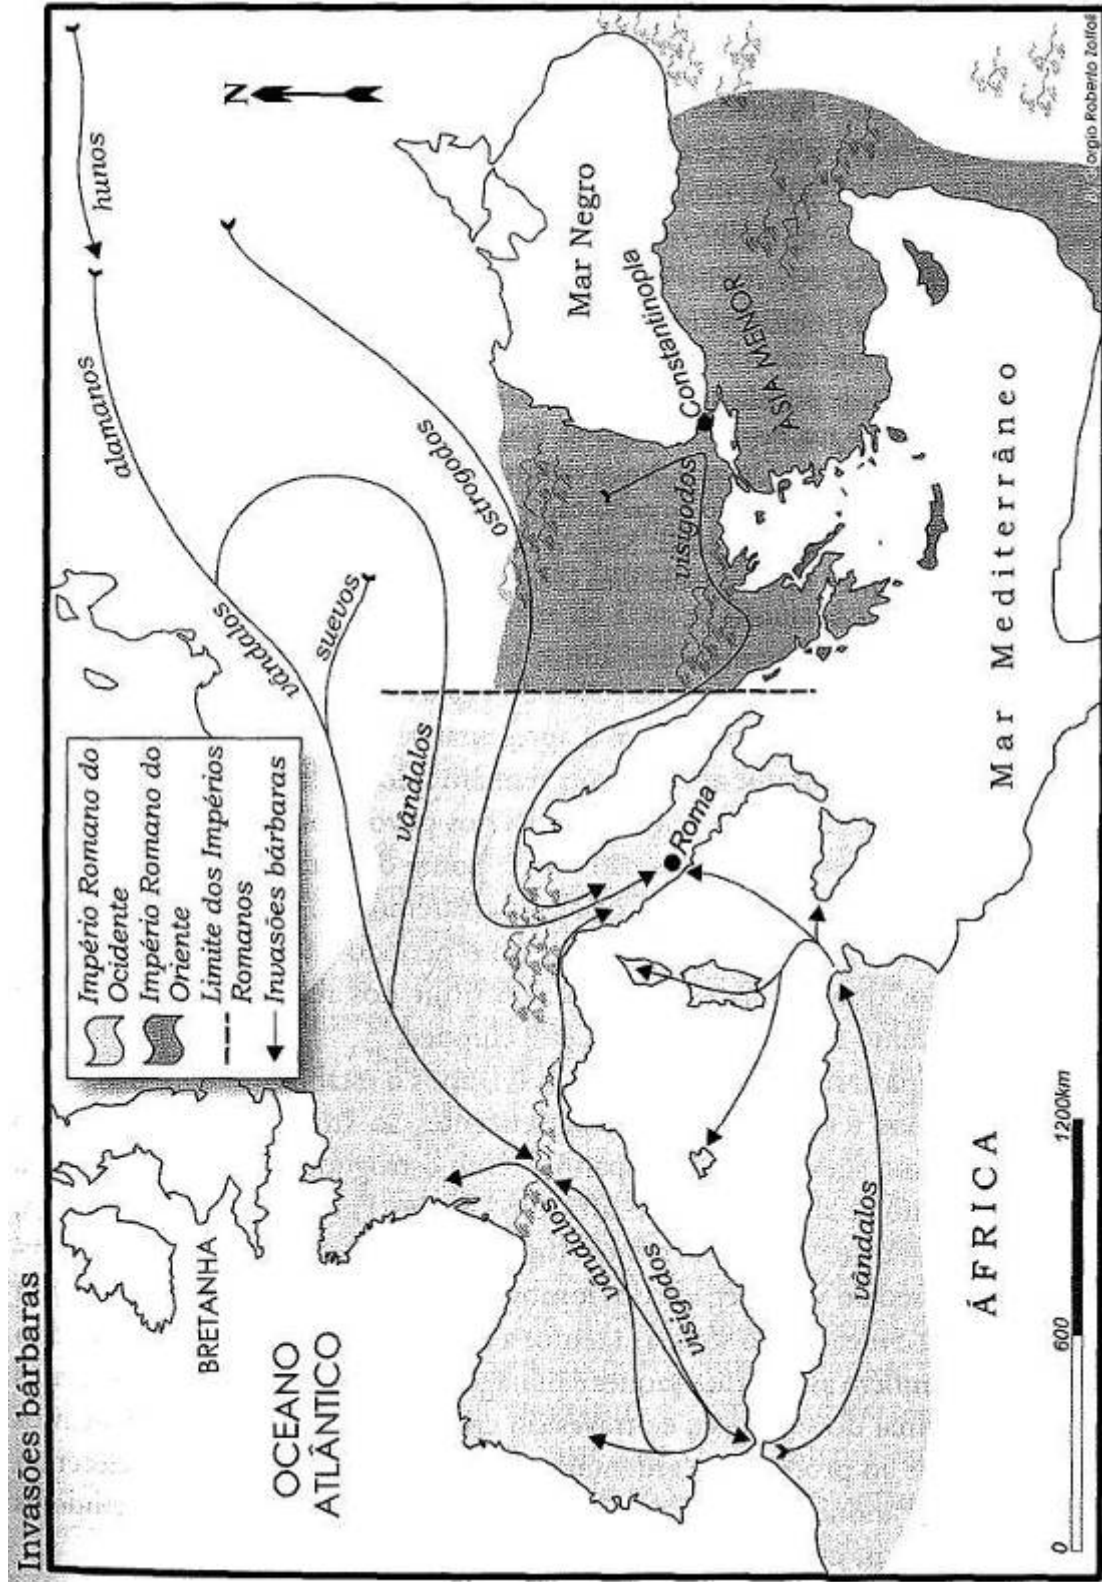 Invasões bárbaras
Império Romano do
Ocidente
Império Romano do
Oriente
Limite dos Impérios
Romanos
Invasões bárbaras
N
hunos
alamanos
vândalos
suevos
ostrogodos
vândalos
BRETANHA
OCEANO
ATLÂNTICO
Mar Negro
Constantinopla
ÁSIA MENOR
visigodos
Roma
vândalos
visigodos
vândalos
Mar Mediterrâneo
ÁFRICA
0
600
1200km
Roberto Zolfoli